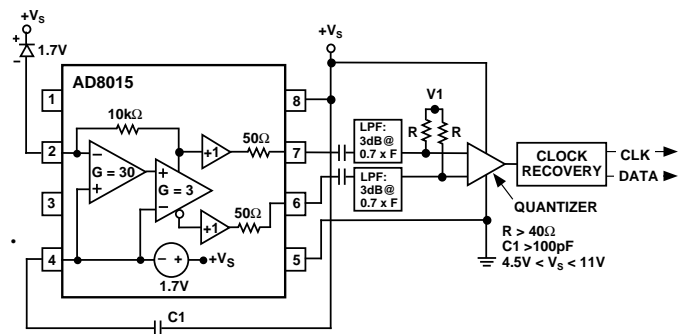 +VS
+
−
1.7V
+VS
AD8015
1
2
3
4
8
7
6
5
10kΩ
−
G = 30
+
+
G = 3
−
+1
50Ω
+1
50Ω
− +
+VS
1.7V
C1
LPF:
3dB@
0.7 x F
LPF:
3dB@
0.7 x F
V1
R
R
CLOCK
RECOVERY
CLK
DATA
QUANTIZER
R > 40Ω
C1 >100pF
4.5V < VS < 11V